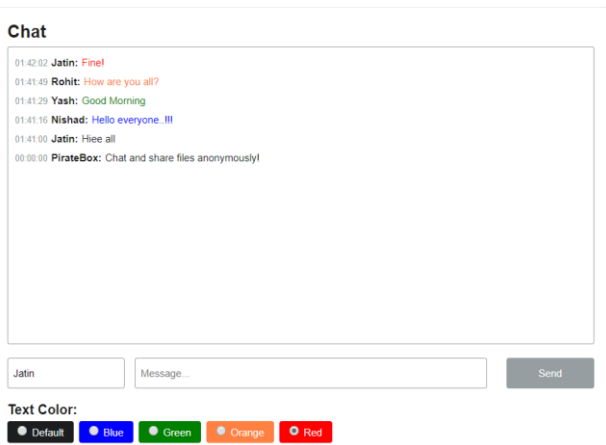 Chat
01:42:02 Jatin: Fine!
01:41:49 Rohit: How are you all?
01:41:29 Yash: Good Morning
01:41:16 Nishad: Hello everyone..!!!
01:41:00 Jatin: Hiee all
00:00:00 PirateBox: Chat and share files anonymously!
Jatin Message... Send
Text Color:
Default Blue Green Orange Red